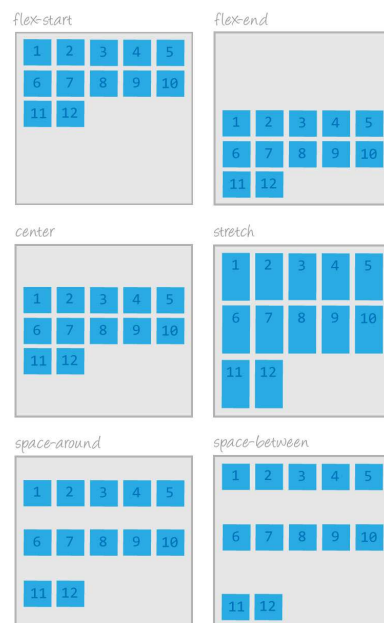 flex-start
1 2 3 4 5
6 7 8 9 10
11 12
flex-end
1 2 3 4 5
6 7 8 9 10
11 12
center
1 2 3 4 5
6 7 8 9 10
11 12
stretch
1 2 3 4 5
6 7 8 9 10
11 12
space-around
1 2 3 4 5
6 7 8 9 10
11 12
space-between
1 2 3 4 5
6 7 8 9 10
11 12